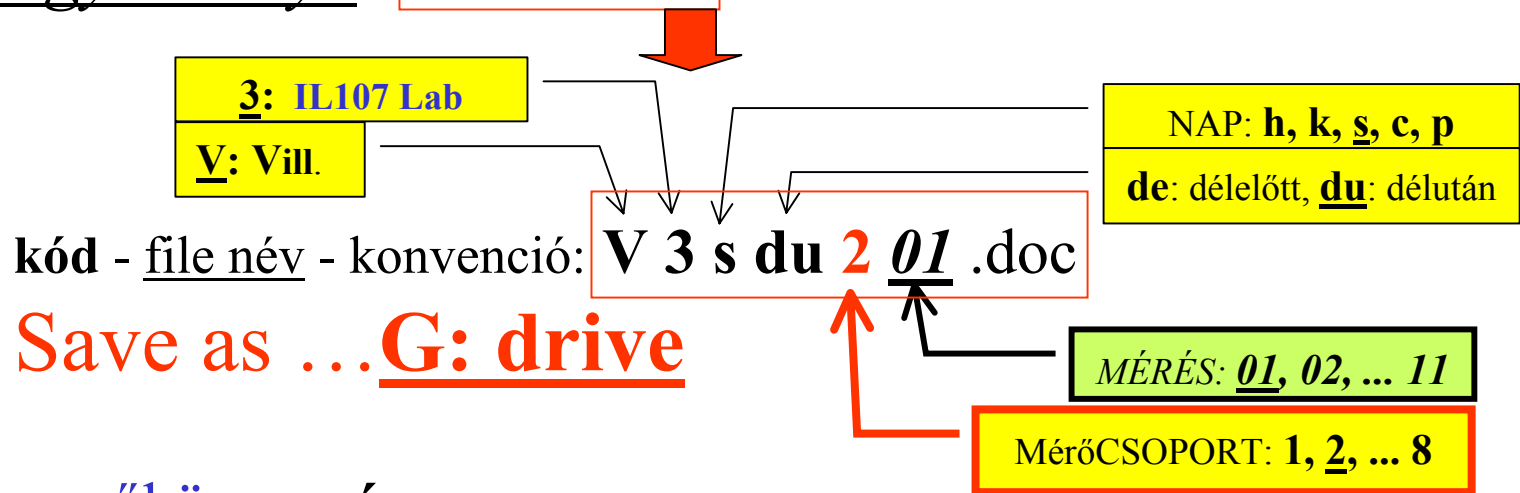 3: IL107 Lab
V: Vill.
NAP: h, k, s, c, p
de: délelőtt, du: délután
kód - file név - konvenció: V 3 s du 2 01 .doc
Save as …G: drive
MÉRÉS: 01, 02, ... 11
MérőCSOPORT: 1, 2, ... 8